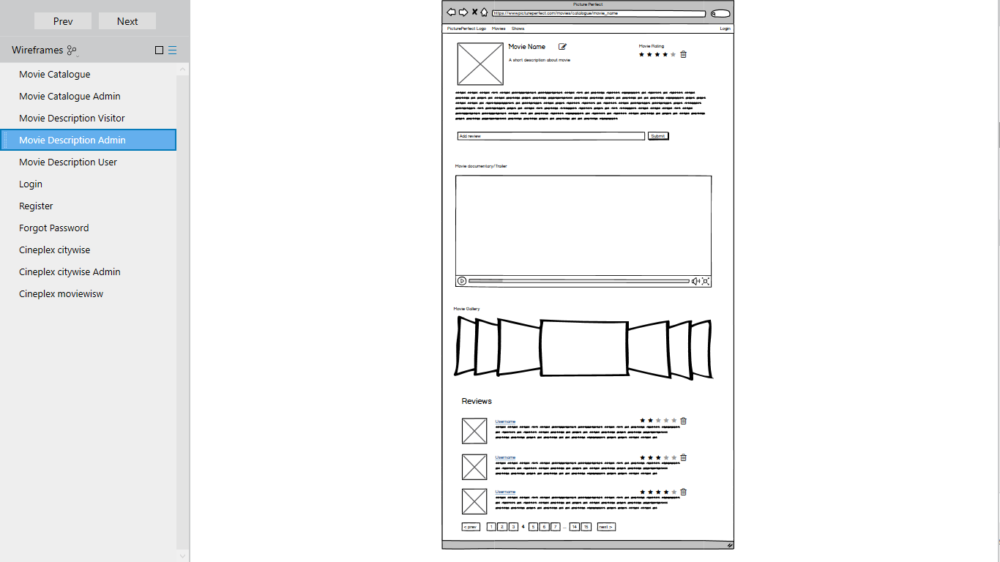 Prev Next
Wireframes
Movie Catalogue
Movie Catalogue Admin
Movie Description Visitor
Movie Description Admin
Movie Description User
Login
Register
Forgot Password
Cineplex citywise
Cineplex citywise Admin
Cineplex moviewisw
Picture Perfect
https://www.pictureperfect.com/movies/catalogue/movie_name
PicturePerfect Logo Movies Shows Login
Movie Name Movie Rating
A short description about movie
Add review Submit
Movie documentary/Trailer
Movie Gallery
Reviews
Username
Username
Username
< prev 1 2 3 4 5 6 7 ... 14 15 next >